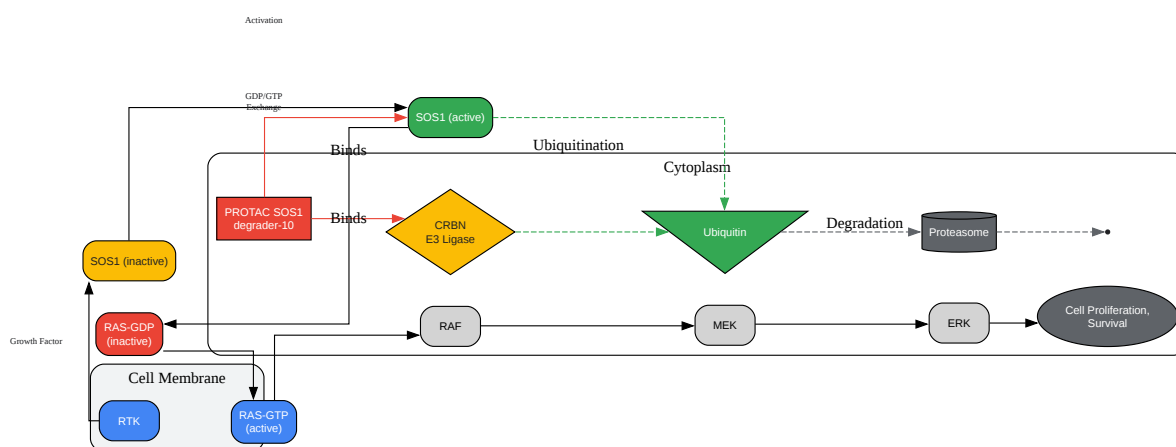 Activation
GDP/GTP
Exchange
SOS1 (active)
Binds
Ubiquitination
Cytoplasm
PROTAC SOS1
degrader-10
Binds
CRBN
E3 Ligase
Ubiquitin
Degradation
Proteasome
SOS1 (inactive)
RAS-GDP
(inactive)
RAF
MEK
ERK
Cell Proliferation,
Survival
Growth Factor
Cell Membrane
RTK
RAS-GTP
(active)